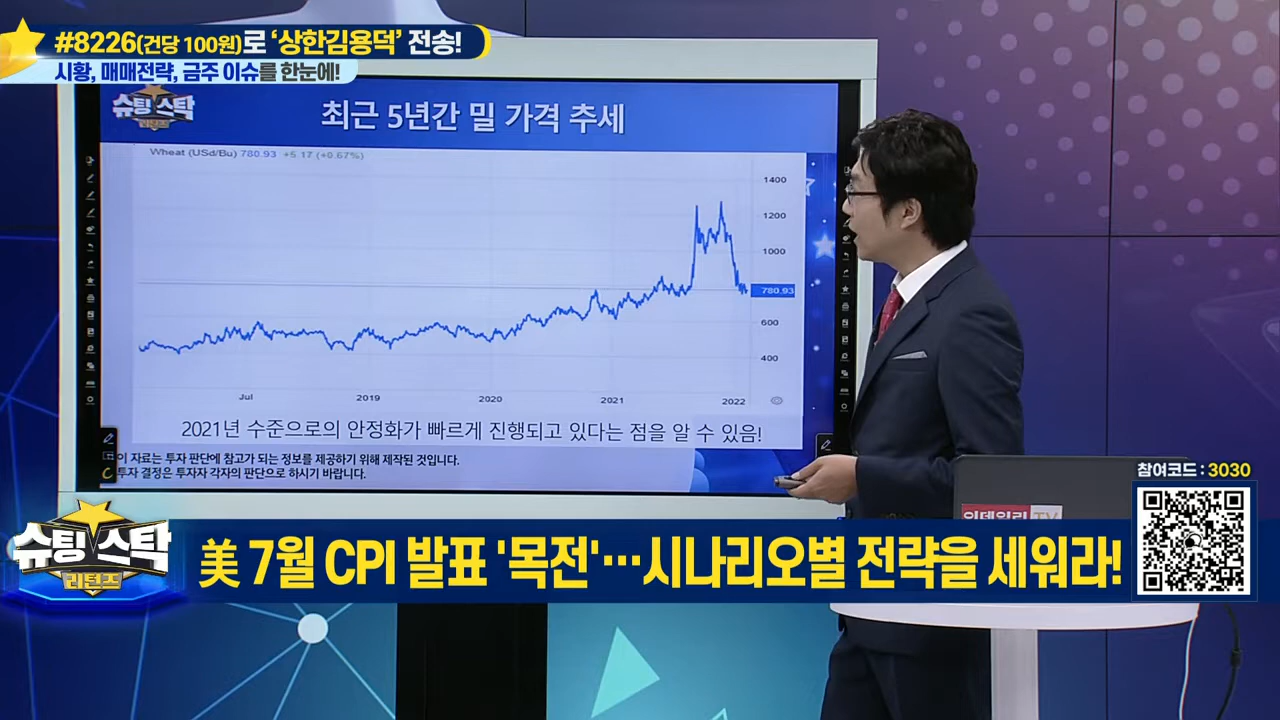 #8226(건당 100원)로 ‘상한김용덕’ 전송!
시황, 매매전략, 금주 이슈를 한눈에!
슈팅 스탁
리턴즈
최근 5년간 밀 가격 추세
Wheat (USd/Bu) 780.93 +5.17 (+0.67%)
1400
1200
1000
780.93
600
400
Jul 2019 2020 2021 2022
2021년 수준으로의 안정화가 빠르게 진행되고 있다는 점을 알 수 있음!
이 자료는 투자 판단에 참고가 되는 정보를 제공하기 위해 제작된 것입니다.
투자 결정은 투자자 각자의 판단으로 하시기 바랍니다.
참여코드 : 3030
이데일리 TV
슈팅 스탁
리턴즈
美 7월 CPI 발표 '목전'…시나리오별 전략을 세워라!